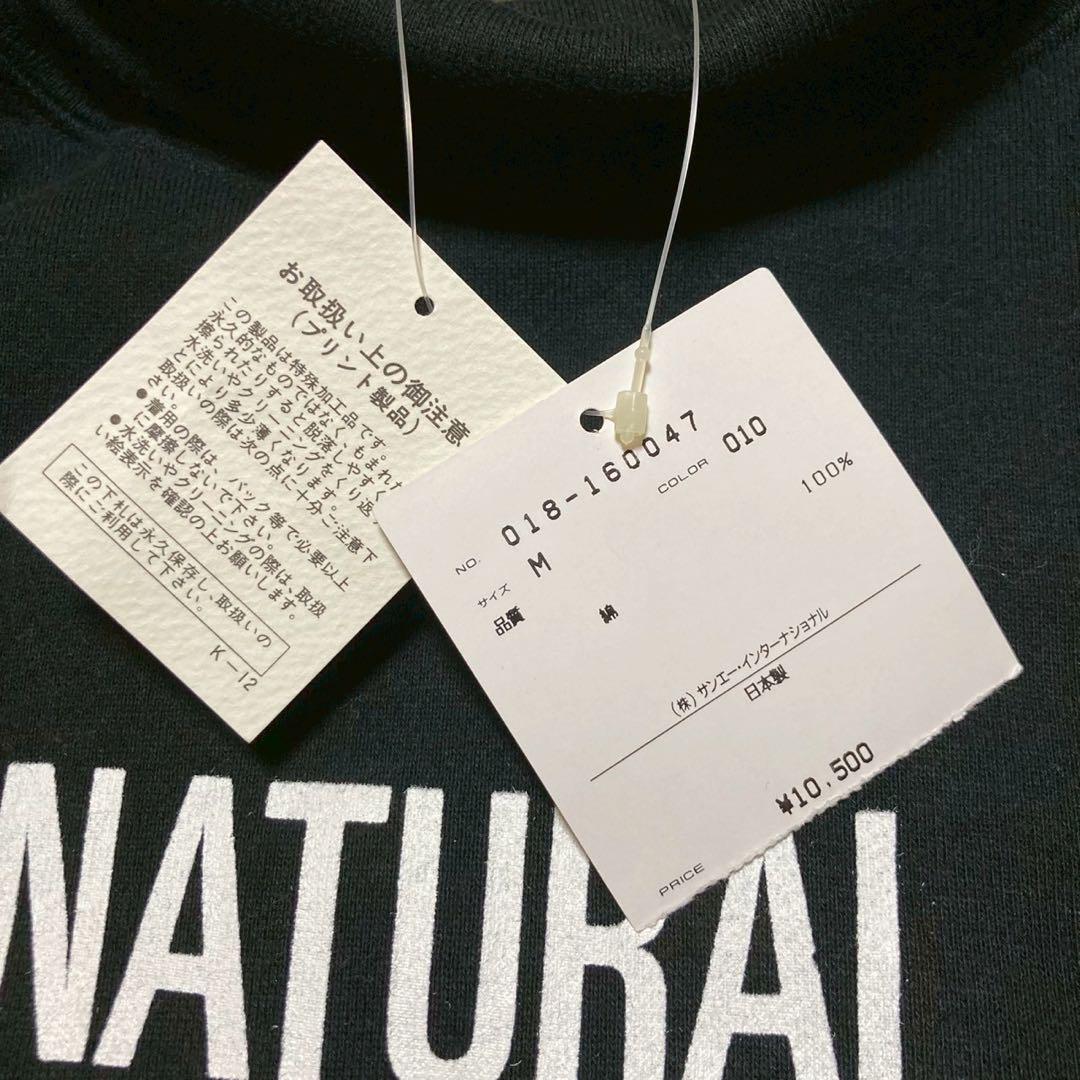 お取扱い上の御注意
(プリント製品)
この製品は特殊加工品です。
永久的なものではなく、もまれた
擦られたりすると脱落しやすく
水洗いやクリーニングをくり返
とにより多少薄くなります。
取扱いの際は次の点に十分ご注意下
さい。
●着用の際は、バック等で必要以上
に摩擦しないで下さい。
●水洗いやクリーニングの際は、取扱
い絵表示を確認の上お願いします。
この下札は永久保存し、取扱いの
際にご利用して下さい。
K-12
NO. 018-160047
COLOR 010
サイズ M
品質 綿 100%
(株)サンエー・インターナショナル
日本製
¥10,500
PRICE
NATURAL